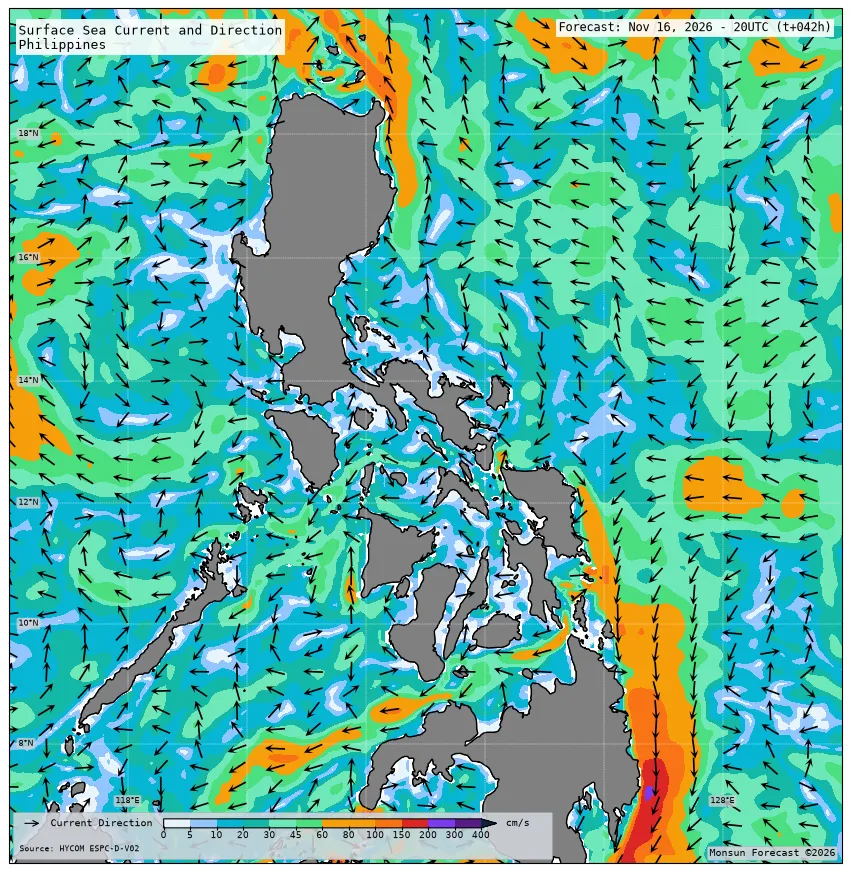 Surface Sea Current and Direction
Philippines
Forecast: Nov 16, 2026 - 20UTC (t+042h)
18°N
16°N
14°N
12°N
10°N
8°N
118°E
128°E
Current Direction
0 5 10 20 30 45 60 80 100 150 200 300 400
cm/s
Source: HYCOM ESPC-D-V02
Monsun Forecast ©2026